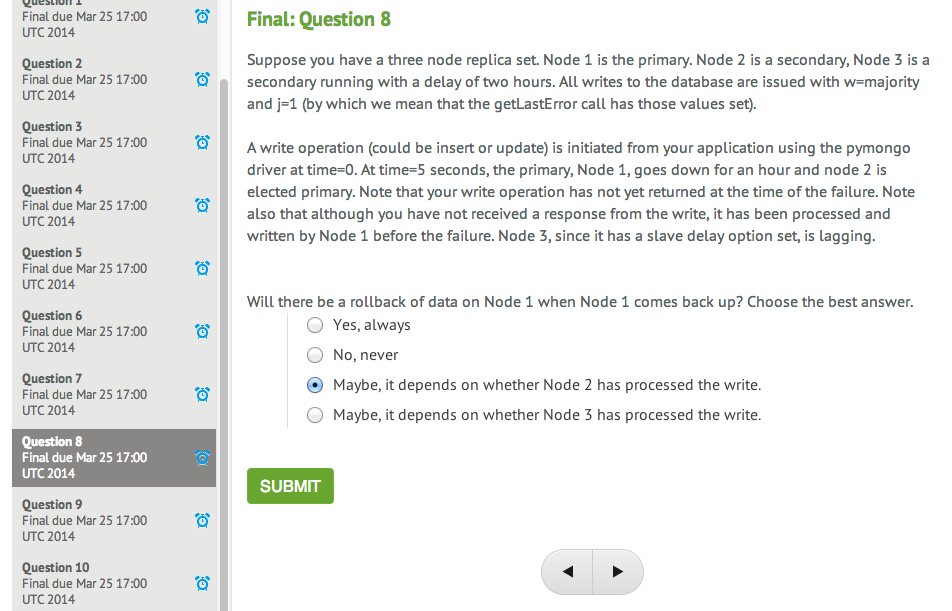 Question 1
Final due Mar 25 17:00
UTC 2014
Question 2
Final due Mar 25 17:00
UTC 2014
Question 3
Final due Mar 25 17:00
UTC 2014
Question 4
Final due Mar 25 17:00
UTC 2014
Question 5
Final due Mar 25 17:00
UTC 2014
Question 6
Final due Mar 25 17:00
UTC 2014
Question 7
Final due Mar 25 17:00
UTC 2014
Question 8
Final due Mar 25 17:00
UTC 2014
Question 9
Final due Mar 25 17:00
UTC 2014
Question 10
Final due Mar 25 17:00
UTC 2014
Final: Question 8
Suppose you have a three node replica set. Node 1 is the primary. Node 2 is a secondary, Node 3 is a
secondary running with a delay of two hours. All writes to the database are issued with w=majority
and j=1 (by which we mean that the getLastError call has those values set).
A write operation (could be insert or update) is initiated from your application using the pymongo
driver at time=0. At time=5 seconds, the primary, Node 1, goes down for an hour and node 2 is
elected primary. Note that your write operation has not yet returned at the time of the failure. Note
also that although you have not received a response from the write, it has been processed and
written by Node 1 before the failure. Node 3, since it has a slave delay option set, is lagging.
Will there be a rollback of data on Node 1 when Node 1 comes back up? Choose the best answer.
Yes, always
No, never
Maybe, it depends on whether Node 2 has processed the write.
Maybe, it depends on whether Node 3 has processed the write.
SUBMIT